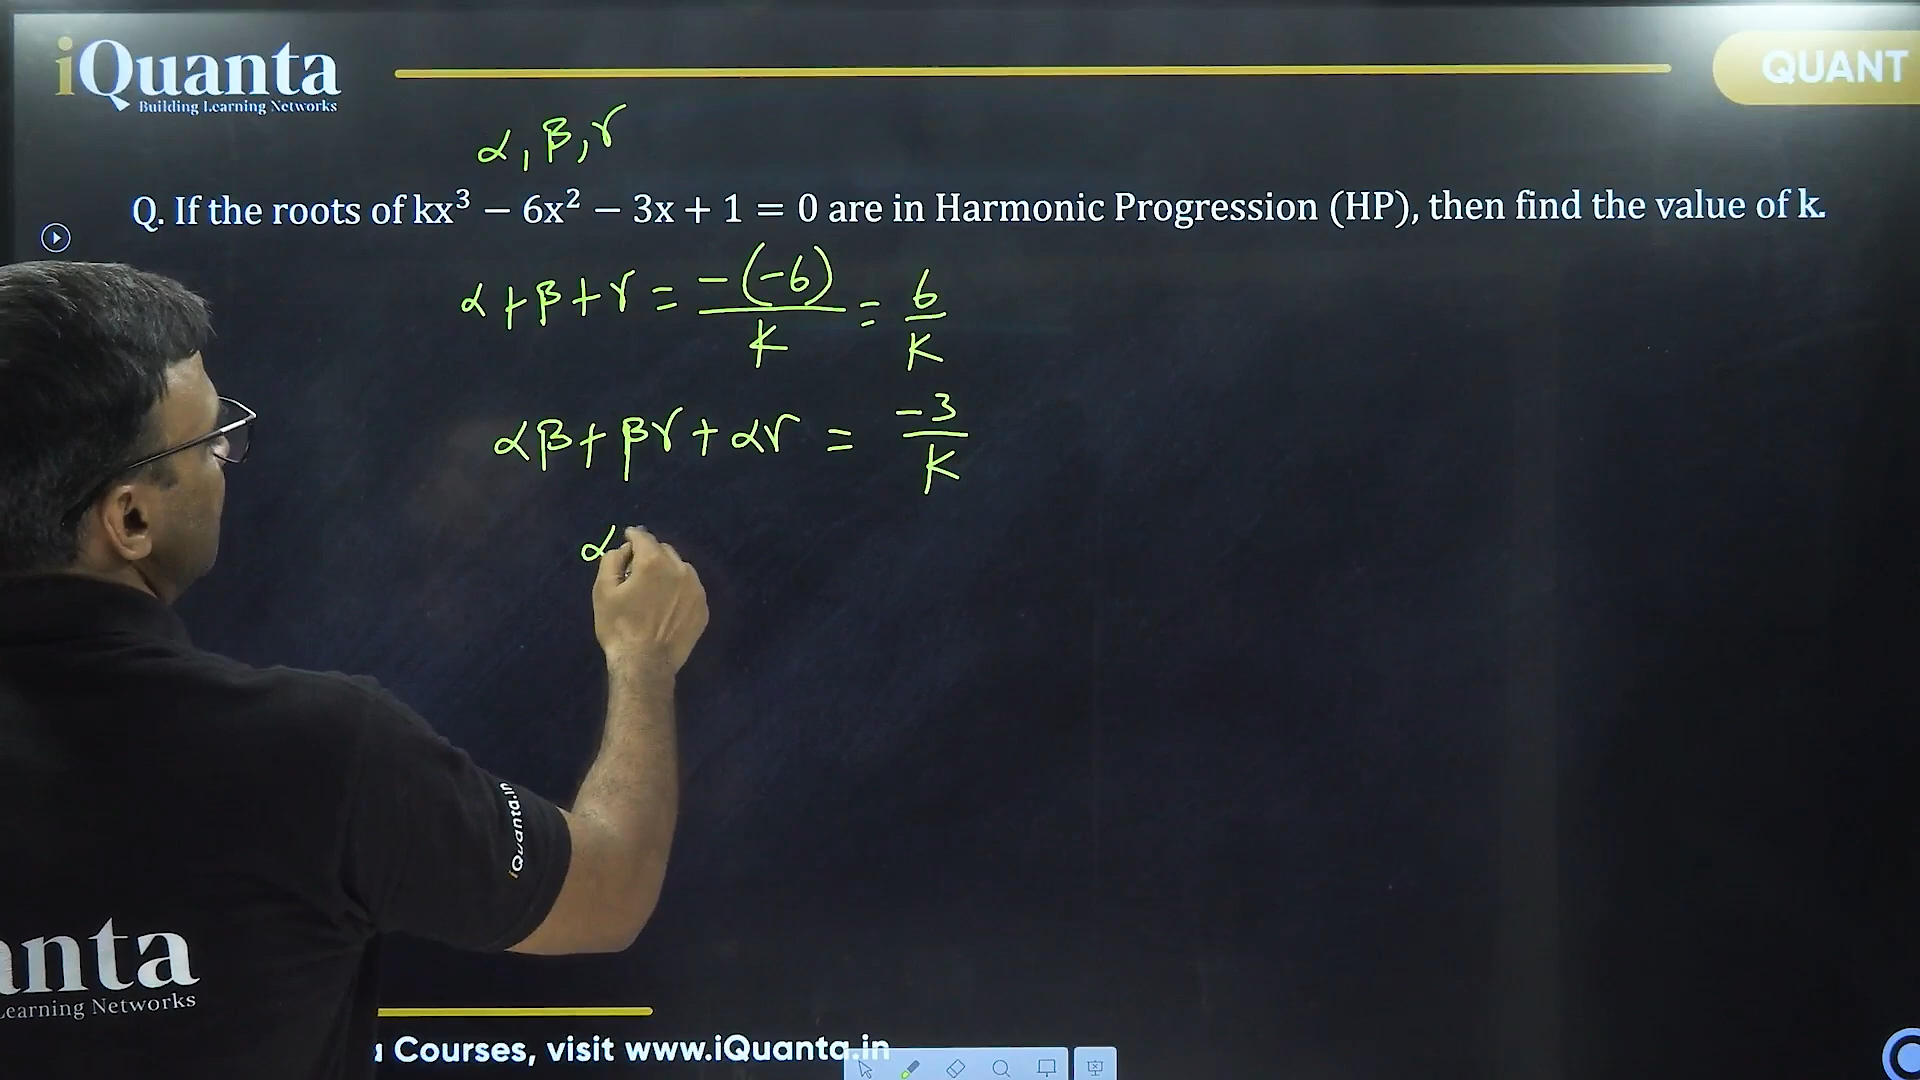 iQuanta
Building Learning Networks
QUANT
α, β, γ
Q. If the roots of kx³ − 6x² − 3x + 1 = 0 are in Harmonic Progression (HP), then find the value of k.
α + β + γ = −(−6)/K = 6/K
αβ + βγ + αγ = −3/K
α
iQuanta.in
anta
Learning Networks
Courses, visit www.iQuanta.in